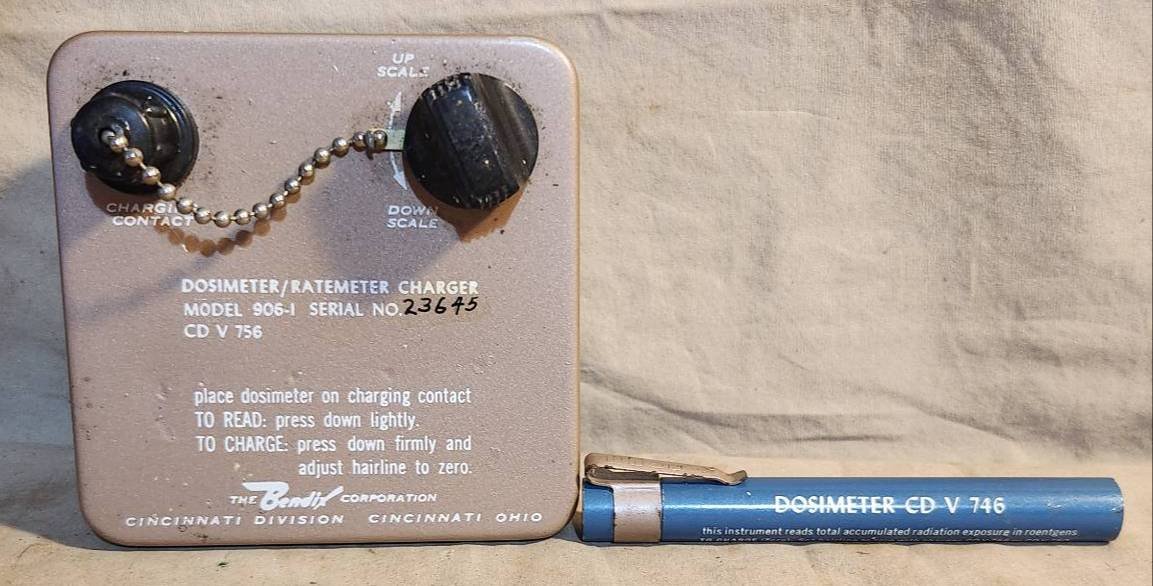 UP
SCALE
CHARGIN
CONTACT
DOWN
SCALE
DOSIMETER/RATEMETER CHARGER
MODEL 906-1 SERIAL NO. 23645
CD V 756
place dosimeter on charging contact
TO READ: press down lightly.
TO CHARGE: press down firmly and
adjust hairline to zero.
THE Bendix CORPORATION
CINCINNATI DIVISION CINCINNATI OHIO
DOSIMETER CD V 746
this instrument reads total accumulated radiation exposure in roentgens